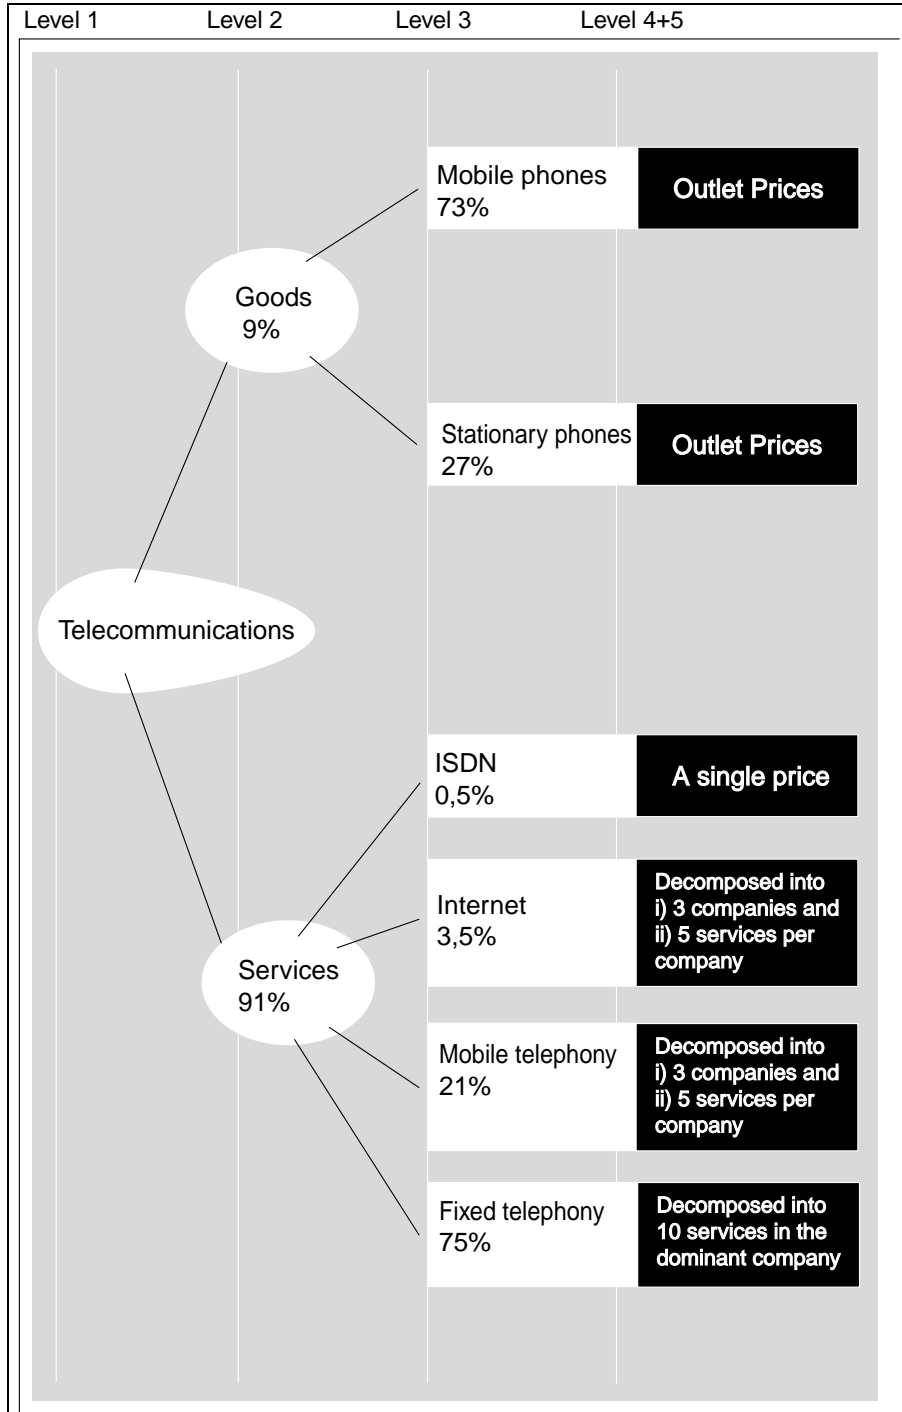 Level 1 Level 2 Level 3 Level 4+5
Mobile phones
73%
Outlet Prices
Goods
9%
Stationary phones
27%
Outlet Prices
Telecommunications
ISDN
0,5%
A single price
Internet
3,5%
Decomposed into
i) 3 companies and
ii) 5 services per
company
Services
91%
Mobile telephony
21%
Decomposed into
i) 3 companies and
ii) 5 services per
company
Fixed telephony
75%
Decomposed into
10 services in the
dominant company